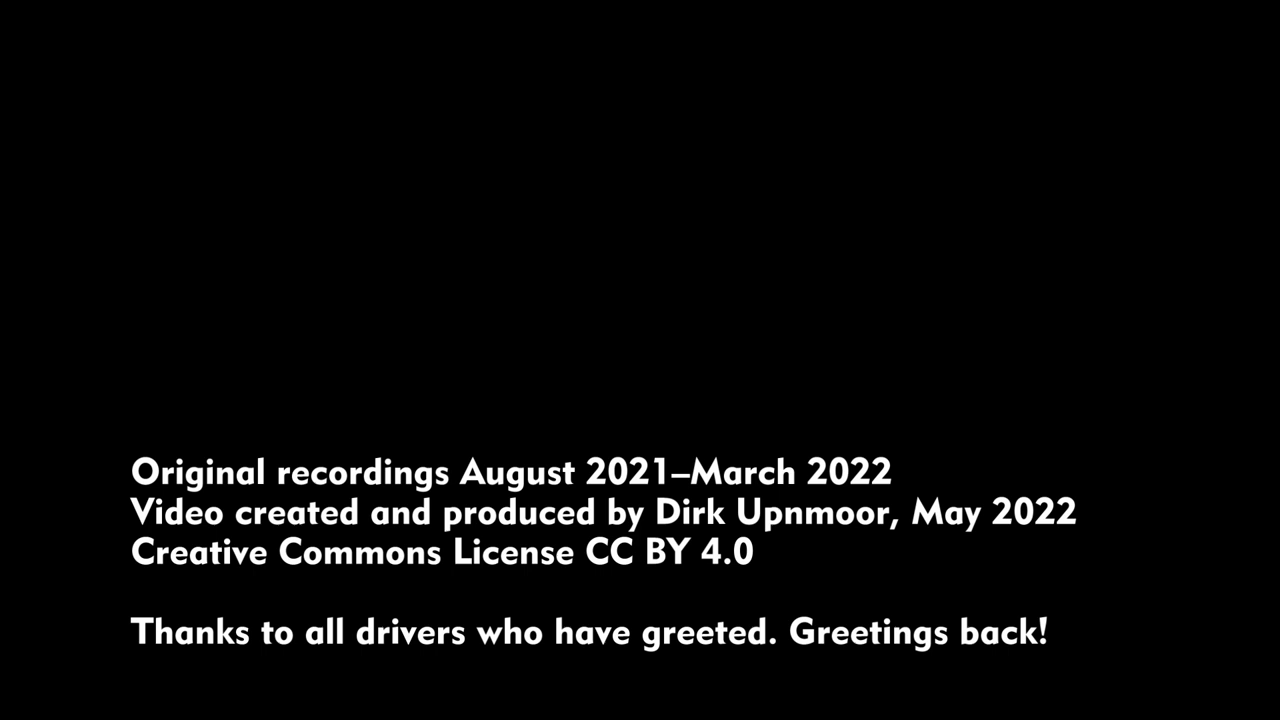 Original recordings August 2021–March 2022
Video created and produced by Dirk Upnmoor, May 2022
Creative Commons License CC BY 4.0
Thanks to all drivers who have greeted. Greetings back!